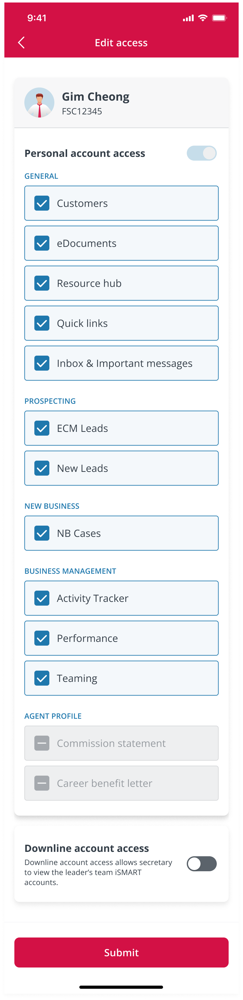 9:41
Edit access
Gim Cheong
FSC12345
Personal account access
GENERAL
Customers
eDocuments
Resource hub
Quick links
Inbox & Important messages
PROSPECTING
ECM Leads
New Leads
NEW BUSINESS
NB Cases
BUSINESS MANAGEMENT
Activity Tracker
Performance
Teaming
AGENT PROFILE
Commission statement
Career benefit letter
Downline account access
Downline account access allows secretary
to view the leader’s team iSMART
accounts.
Submit